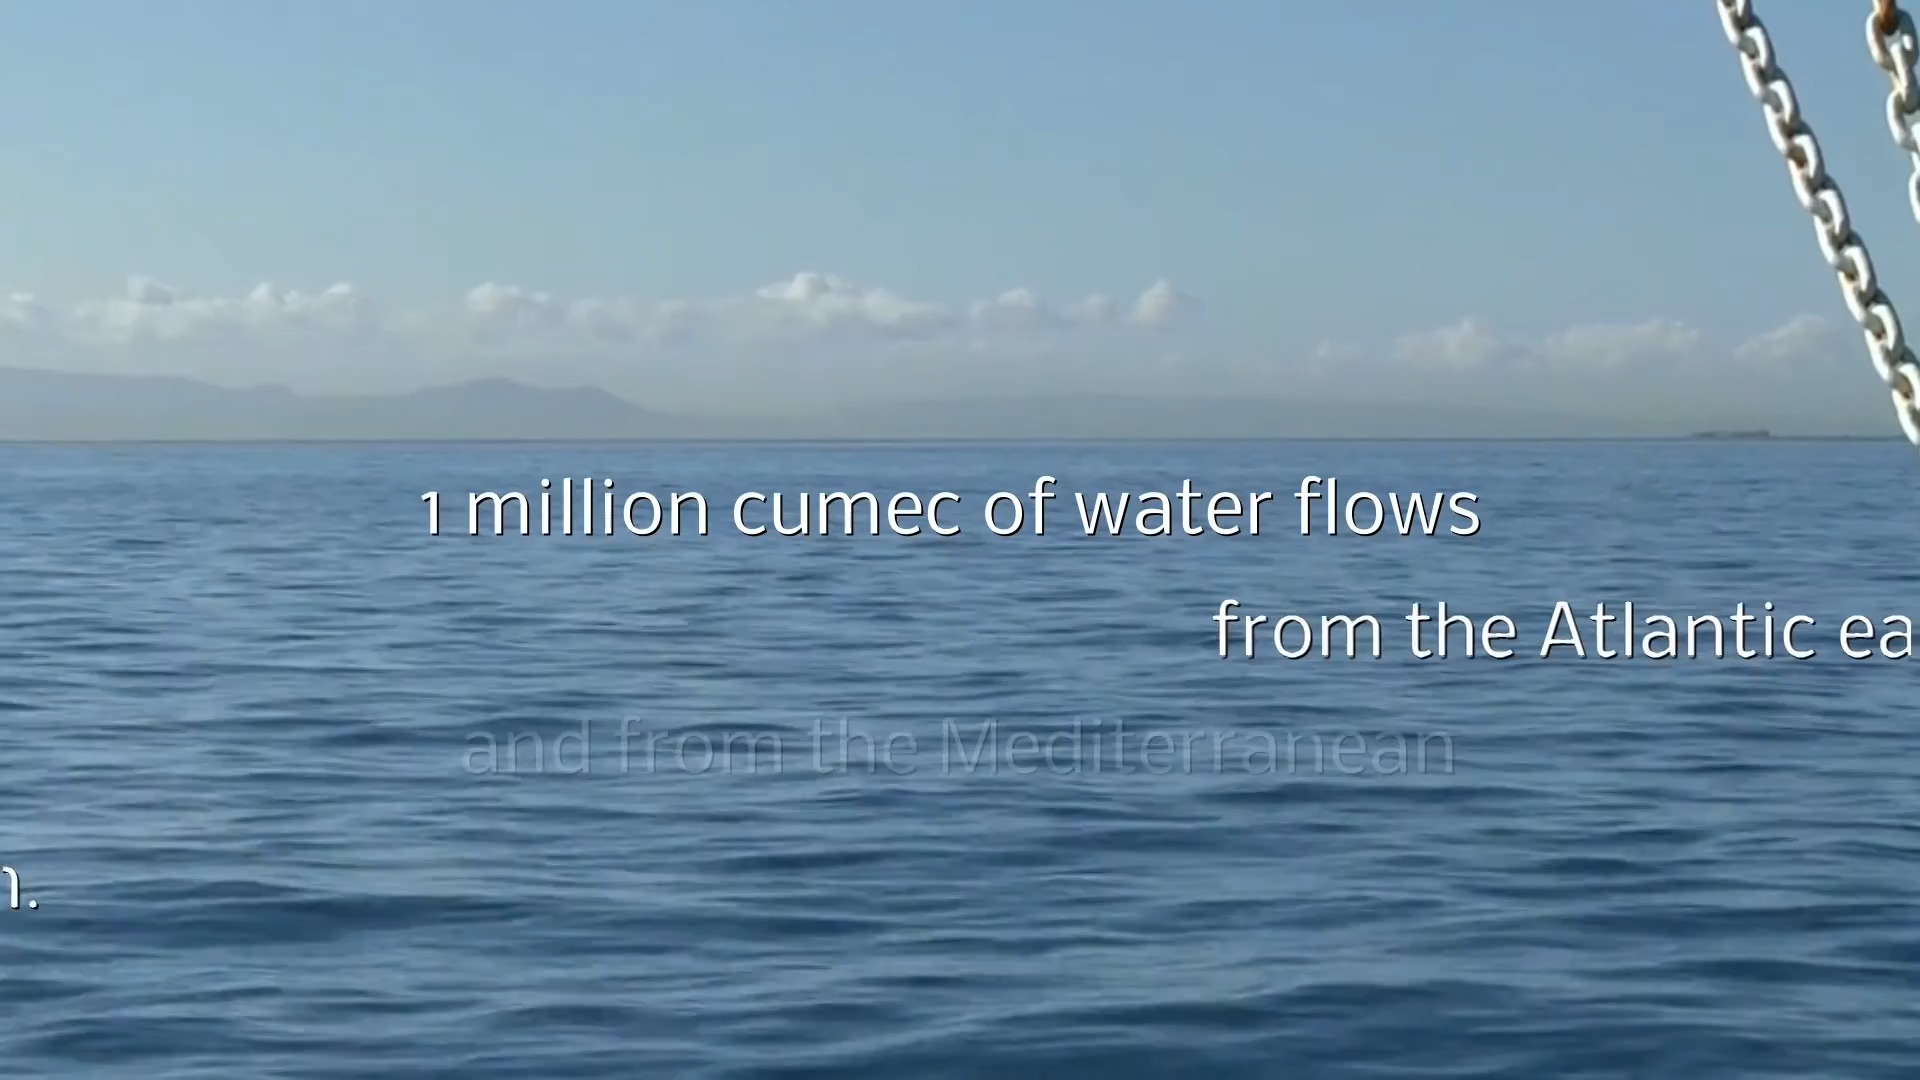 1 million cumec of water flows
from the Atlantic ea
and from the Mediterranean
n.